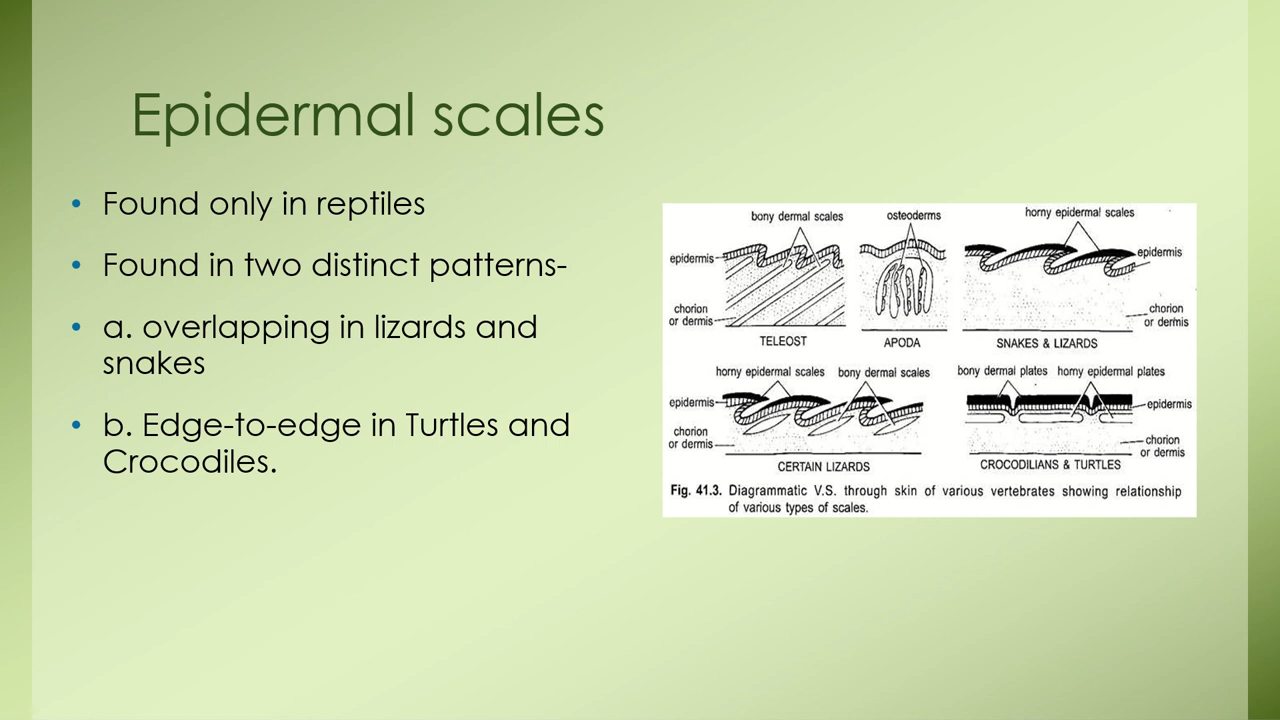 Epidermal scales
• Found only in reptiles
• Found in two distinct patterns-
• a. overlapping in lizards and
snakes
• b. Edge-to-edge in Turtles and
Crocodiles.
bony dermal scales
osteoderms
horny epidermal scales
epidermis
epidermis
chorion
or dermis
chorion
or dermis
TELEOST
APODA
SNAKES & LIZARDS
horny epidermal scales
bony dermal scales
bony dermal plates
horny epidermal plates
epidermis
epidermis
chorion
or dermis
chorion
or dermis
CERTAIN LIZARDS
CROCODILIANS & TURTLES
Fig. 41.3. Diagrammatic V.S. through skin of various vertebrates showing relationship
of various types of scales.